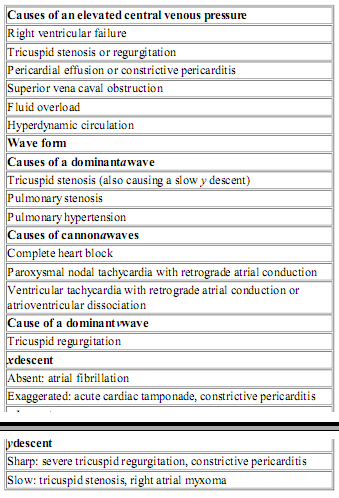 Causes of an elevated central venous pressure
Right ventricular failure
Tricuspid stenosis or regurgitation
Pericardial effusion or constrictive pericarditis
Superior vena caval obstruction
Fluid overload
Hyperdynamic circulation
Wave form
Causes of a dominant a wave
Tricuspid stenosis (also causing a slow y descent)
Pulmonary stenosis
Pulmonary hypertension
Causes of cannon a waves
Complete heart block
Paroxysmal nodal tachycardia with retrograde atrial conduction
Ventricular tachycardia with retrograde atrial conduction or
atrioventricular dissociation
Cause of a dominant v wave
Tricuspid regurgitation
x descent
Absent: atrial fibrillation
Exaggerated: acute cardiac tamponade, constrictive pericarditis
y descent
Sharp: severe tricuspid regurgitation, constrictive pericarditis
Slow: tricuspid stenosis, right atrial myxoma